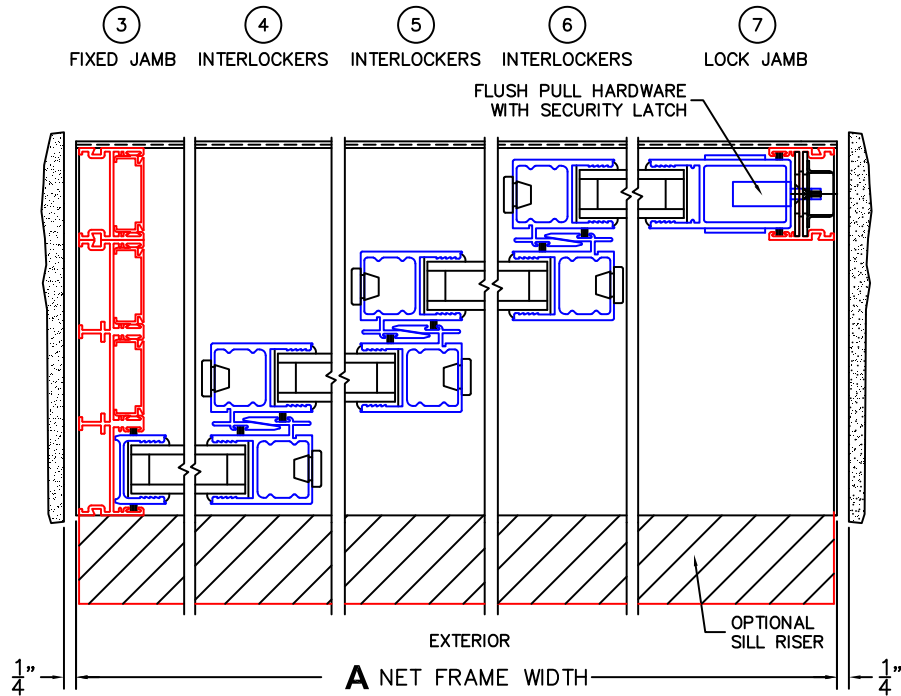 3 4 5 6 7
FIXED JAMB INTERLOCKERS INTERLOCKERS INTERLOCKERS LOCK JAMB
FLUSH PULL HARDWARE
WITH SECURITY LATCH
OPTIONAL
SILL RISER
EXTERIOR
1/4" A NET FRAME WIDTH 1/4"